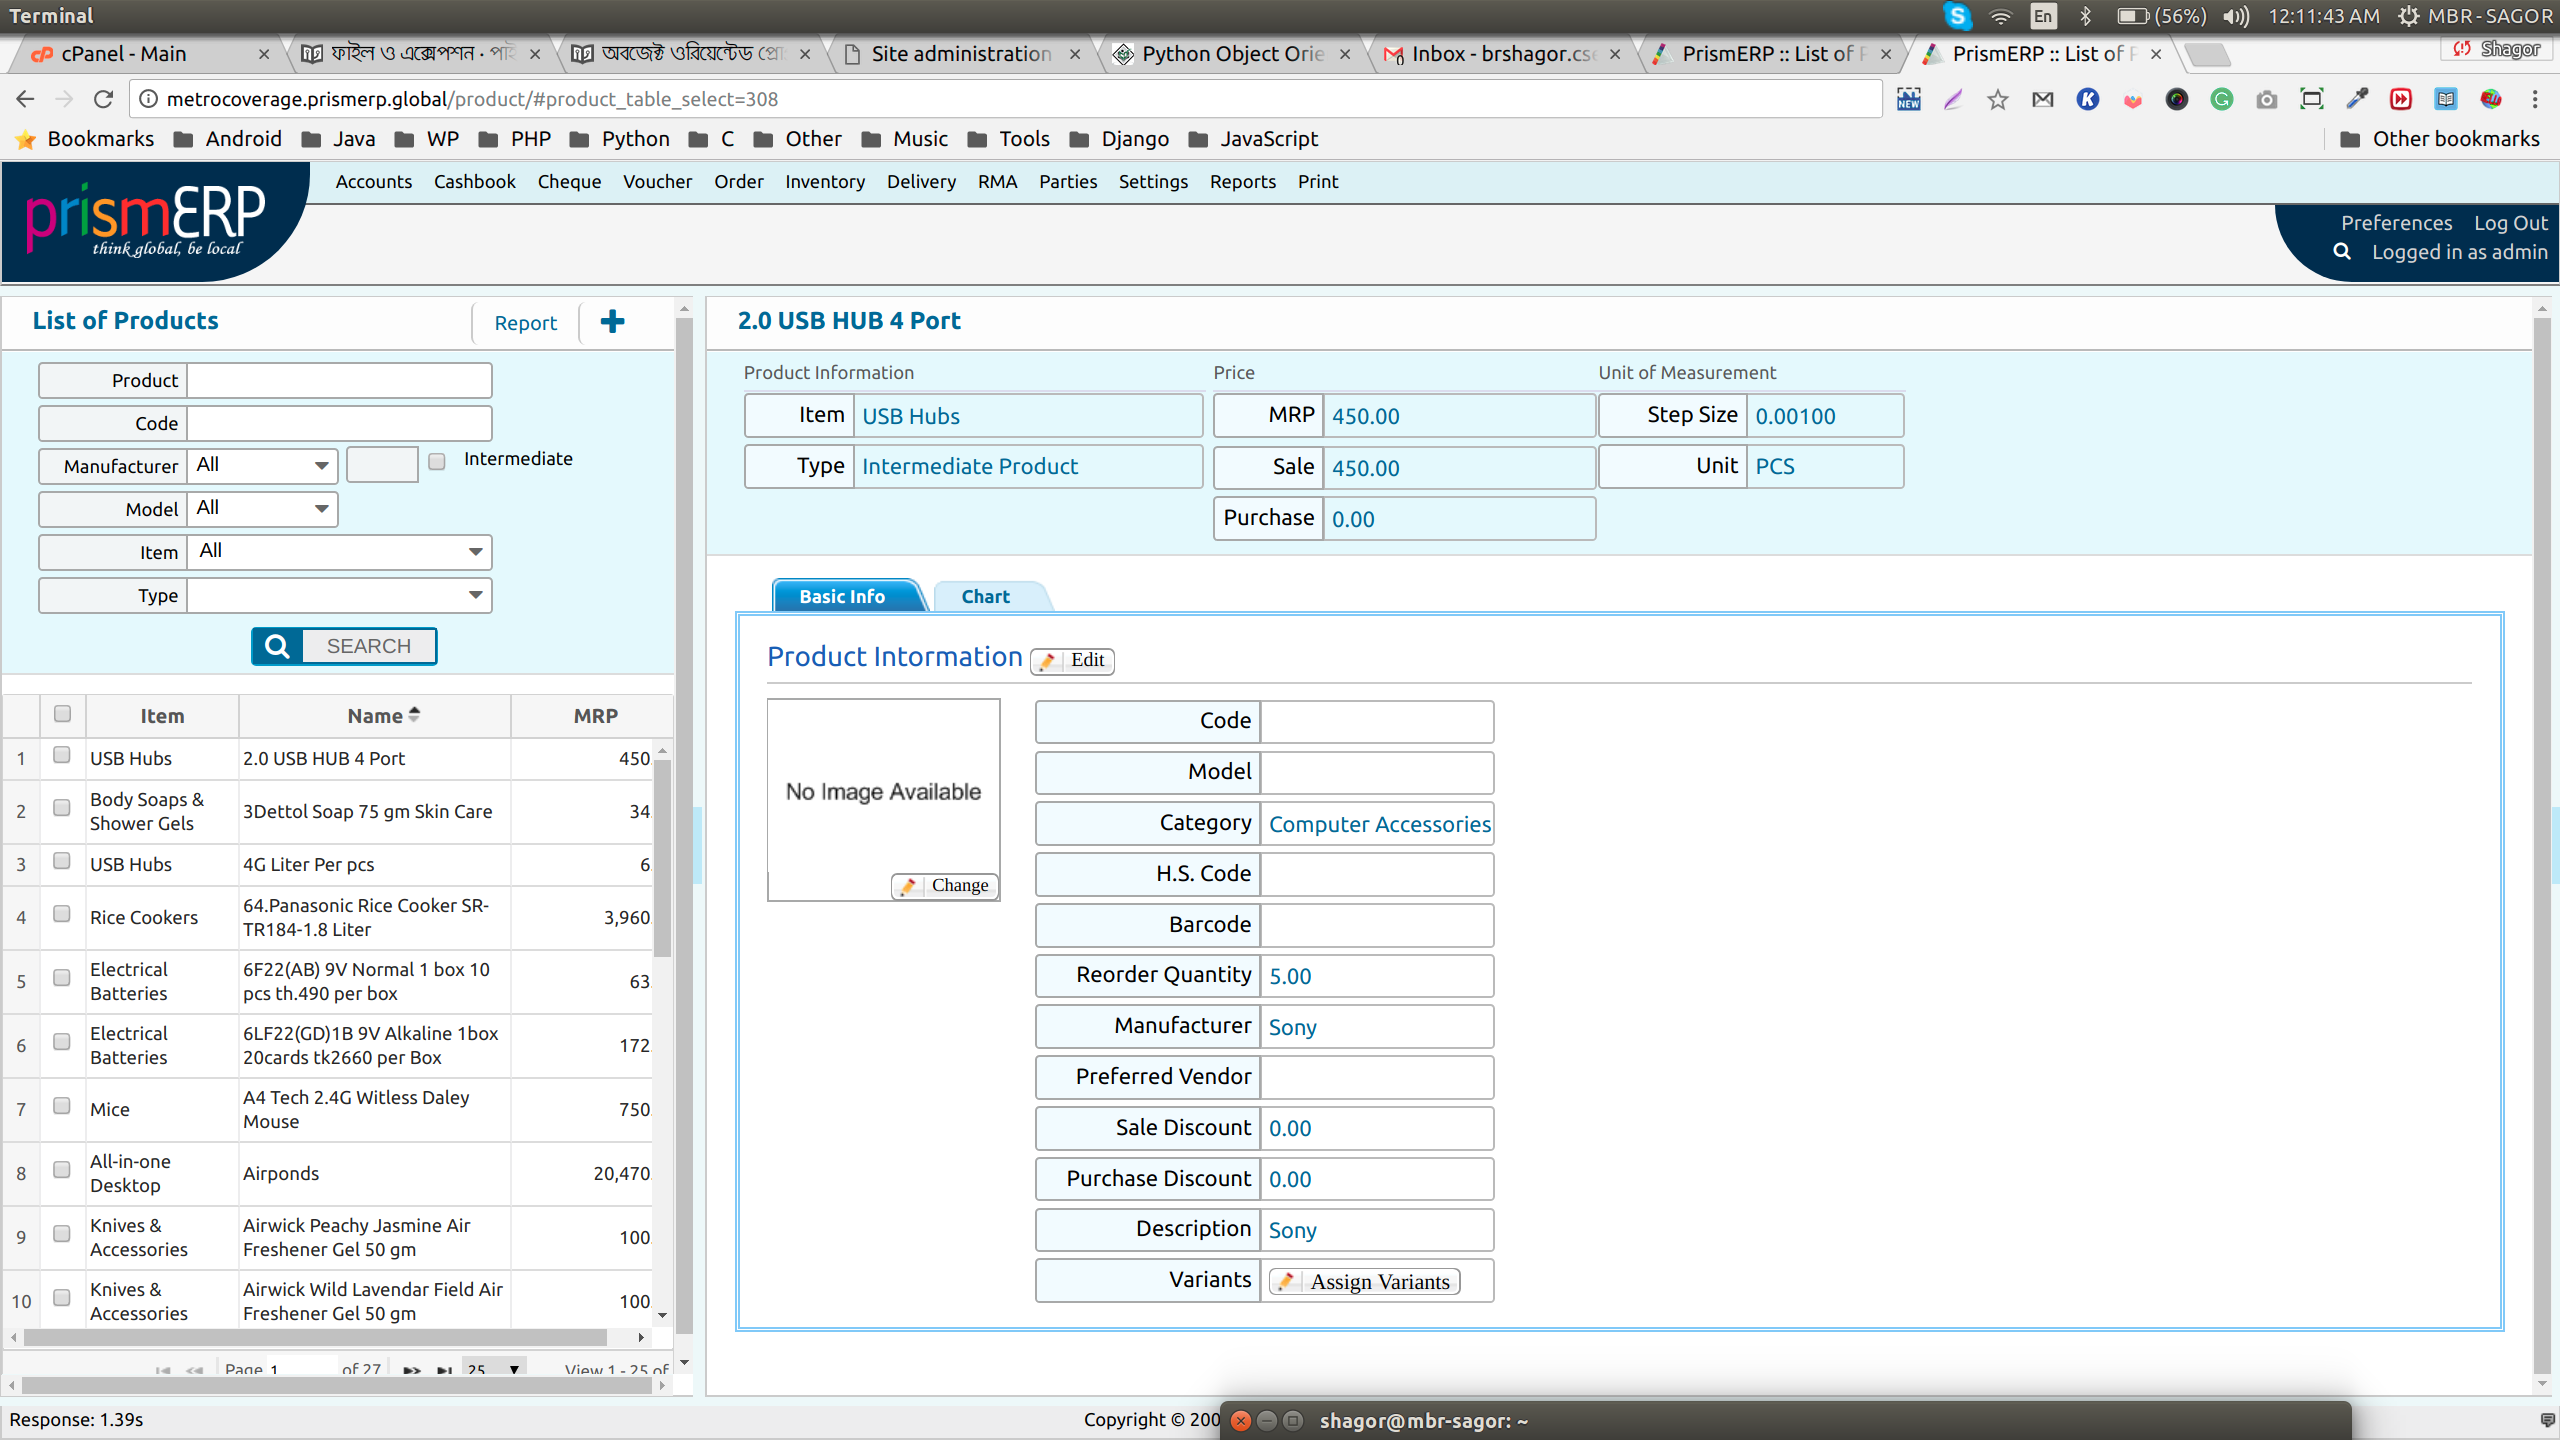 Terminal
En (56%) 12:11:43 AM MBR-SAGOR
cPanel - Main
ফাইল ও এক্সেপশন · পাই
অবজেক্ট ওরিয়েন্টেড প্রো
Site administration
Python Object Orie
Inbox - brshagor.cse
PrismERP :: List of P
PrismERP :: List of P
Shagor
metrocoverage.prismerp.global/product/#product_table_select=308
NEW
Bookmarks Android Java WP PHP Python C Other Music Tools Django JavaScript Other bookmarks
prismERP
think global, be local
Accounts Cashbook Cheque Voucher Order Inventory Delivery RMA Parties Settings Reports Print
Preferences Log Out
Logged in as admin
List of Products Report
Product
Code
Manufacturer All Intermediate
Model All
Item All
Type
SEARCH
Item Name MRP
1 USB Hubs 2.0 USB HUB 4 Port 450.
2 Body Soaps & Shower Gels 3Dettol Soap 75 gm Skin Care 34.
3 USB Hubs 4G Liter Per pcs 6.
4 Rice Cookers 64.Panasonic Rice Cooker SR-TR184-1.8 Liter 3,960.
5 Electrical Batteries 6F22(AB) 9V Normal 1 box 10 pcs th.490 per box 63.
6 Electrical Batteries 6LF22(GD)1B 9V Alkaline 1box 20cards tk2660 per Box 172.
7 Mice A4 Tech 2.4G Witless Daley Mouse 750.
8 All-in-one Desktop Airponds 20,470.
9 Knives & Accessories Airwick Peachy Jasmine Air Freshener Gel 50 gm 100.
10 Knives & Accessories Airwick Wild Lavendar Field Air Freshener Gel 50 gm 100.
Page 1 of 27 25 View 1 - 25 of
2.0 USB HUB 4 Port
Product Information Price Unit of Measurement
Item USB Hubs MRP 450.00 Step Size 0.00100
Type Intermediate Product Sale 450.00 Unit PCS
Purchase 0.00
Basic Info Chart
Product Intormation Edit
No Image Available
Change
Code
Model
Category Computer Accessories
H.S. Code
Barcode
Reorder Quantity 5.00
Manufacturer Sony
Preferred Vendor
Sale Discount 0.00
Purchase Discount 0.00
Description Sony
Variants Assign Variants
Response: 1.39s
Copyright © 200
shagor@mbr-sagor: ~